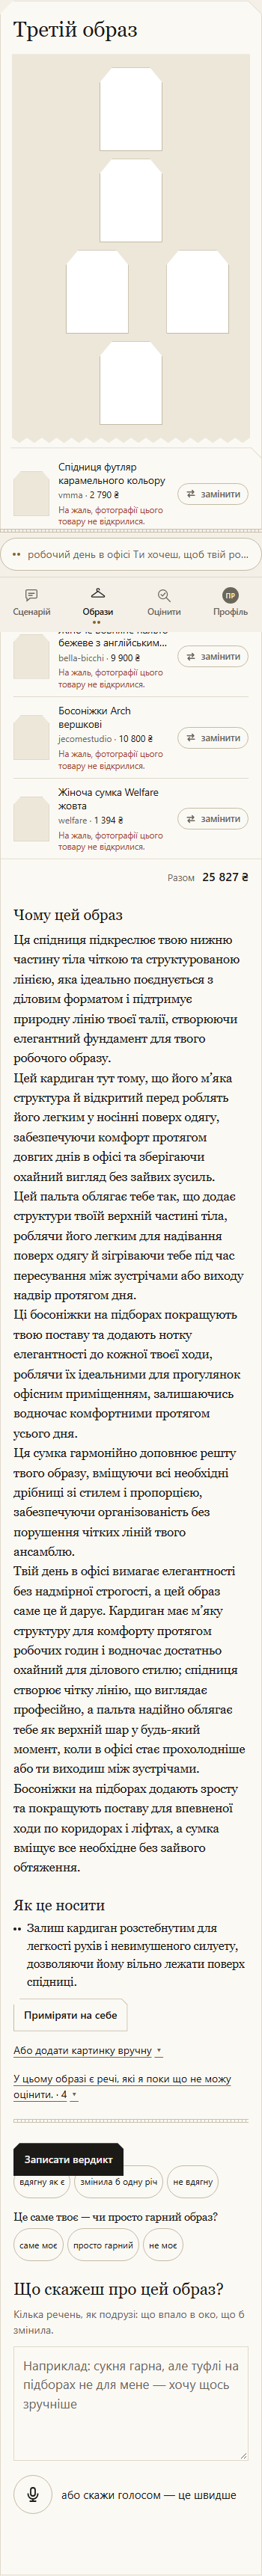 Третій образ
Спідниця футляр
карамельного кольору
vmma · 2 790 ₴
На жаль, фотографії цього
товару не відкрилися.
замінити
робочий день в офісі Ти хочеш, щоб твій ро...
Сценарій
Образи
Оцінити
ПР
Профіль
бежеве з англійським...
bella-bicchi · 9 900 ₴
На жаль, фотографії цього
товару не відкрилися.
замінити
Босоніжки Arch
вершкові
jecomestudio · 10 800 ₴
На жаль, фотографії цього
товару не відкрилися.
замінити
Жіноча сумка Welfare
жовта
welfare · 1 394 ₴
На жаль, фотографії цього
товару не відкрилися.
замінити
Разом 25 827 ₴
Чому цей образ
Ця спідниця підкреслює твою нижню
частину тіла чіткою та структурованою
лінією, яка ідеально поєднується з
діловим форматом і підтримує
природну лінію твоєї талії, створюючи
елегантний фундамент для твого
робочого образу.
Цей кардиган тут тому, що його м’яка
структура й відкритий перед роблять
його легким у носінні поверх одягу,
забезпечуючи комфорт протягом
довгих днів в офісі та зберігаючи
охайний вигляд без зайвих зусиль.
Цей пальта облягає тебе так, що додає
структури твоїй верхній частині тіла,
роблячи його легким для надівання
поверх одягу й зігріваючи тебе під час
пересування між зустрічами або виходу
надвір протягом дня.
Ці босоніжки на підборах покращують
твою поставу та додають нотку
елегантності до кожної твоєї ходи,
роблячи їх ідеальними для прогулянок
офісним приміщенням, залишаючись
водночас комфортними протягом
усього дня.
Ця сумка гармонійно доповнює решту
твого образу, вміщуючи всі необхідні
дрібниці зі стилем і пропорцією,
забезпечуючи організованість без
порушення чітких ліній твого
ансамблю.
Твій день в офісі вимагає елегантності
без надмірної строгості, а цей образ
саме це й дарує. Кардиган має м’яку
структуру для комфорту протягом
робочих годин і водночас достатньо
охайний для ділового стилю; спідниця
створює чітку лінію, що виглядає
професійно, а пальта надійно облягає
тебе як верхній шар у будь-який
момент, коли в офісі стає прохолодніше
або ти виходиш між зустрічами.
Босоніжки на підборах додають зросту
та покращують поставу для впевненої
ходи по коридорах і ліфтах, а сумка
вміщує все необхідне без зайвого
обтяження.
Як це носити
Залиш кардиган розстебнутим для
легкості рухів і невимушеного силуету,
дозволяючи йому вільно лежати поверх
спідниці.
Приміряти на себе
Або додати картинку вручну
У цьому образі є речі, які я поки що не можу
оцінити. · 4
Записати вердикт
вдягну як є
змінила б одну річ
не вдягну
Це саме твоє — чи просто гарний образ?
саме моє
просто гарний
не моє
Що скажеш про цей образ?
Кілька речень, як подрузі: що впало в око, що б
змінила.
Наприклад: сукня гарна, але туфлі на
підборах не для мене — хочу щось
зручніше
або скажи голосом — це швидше